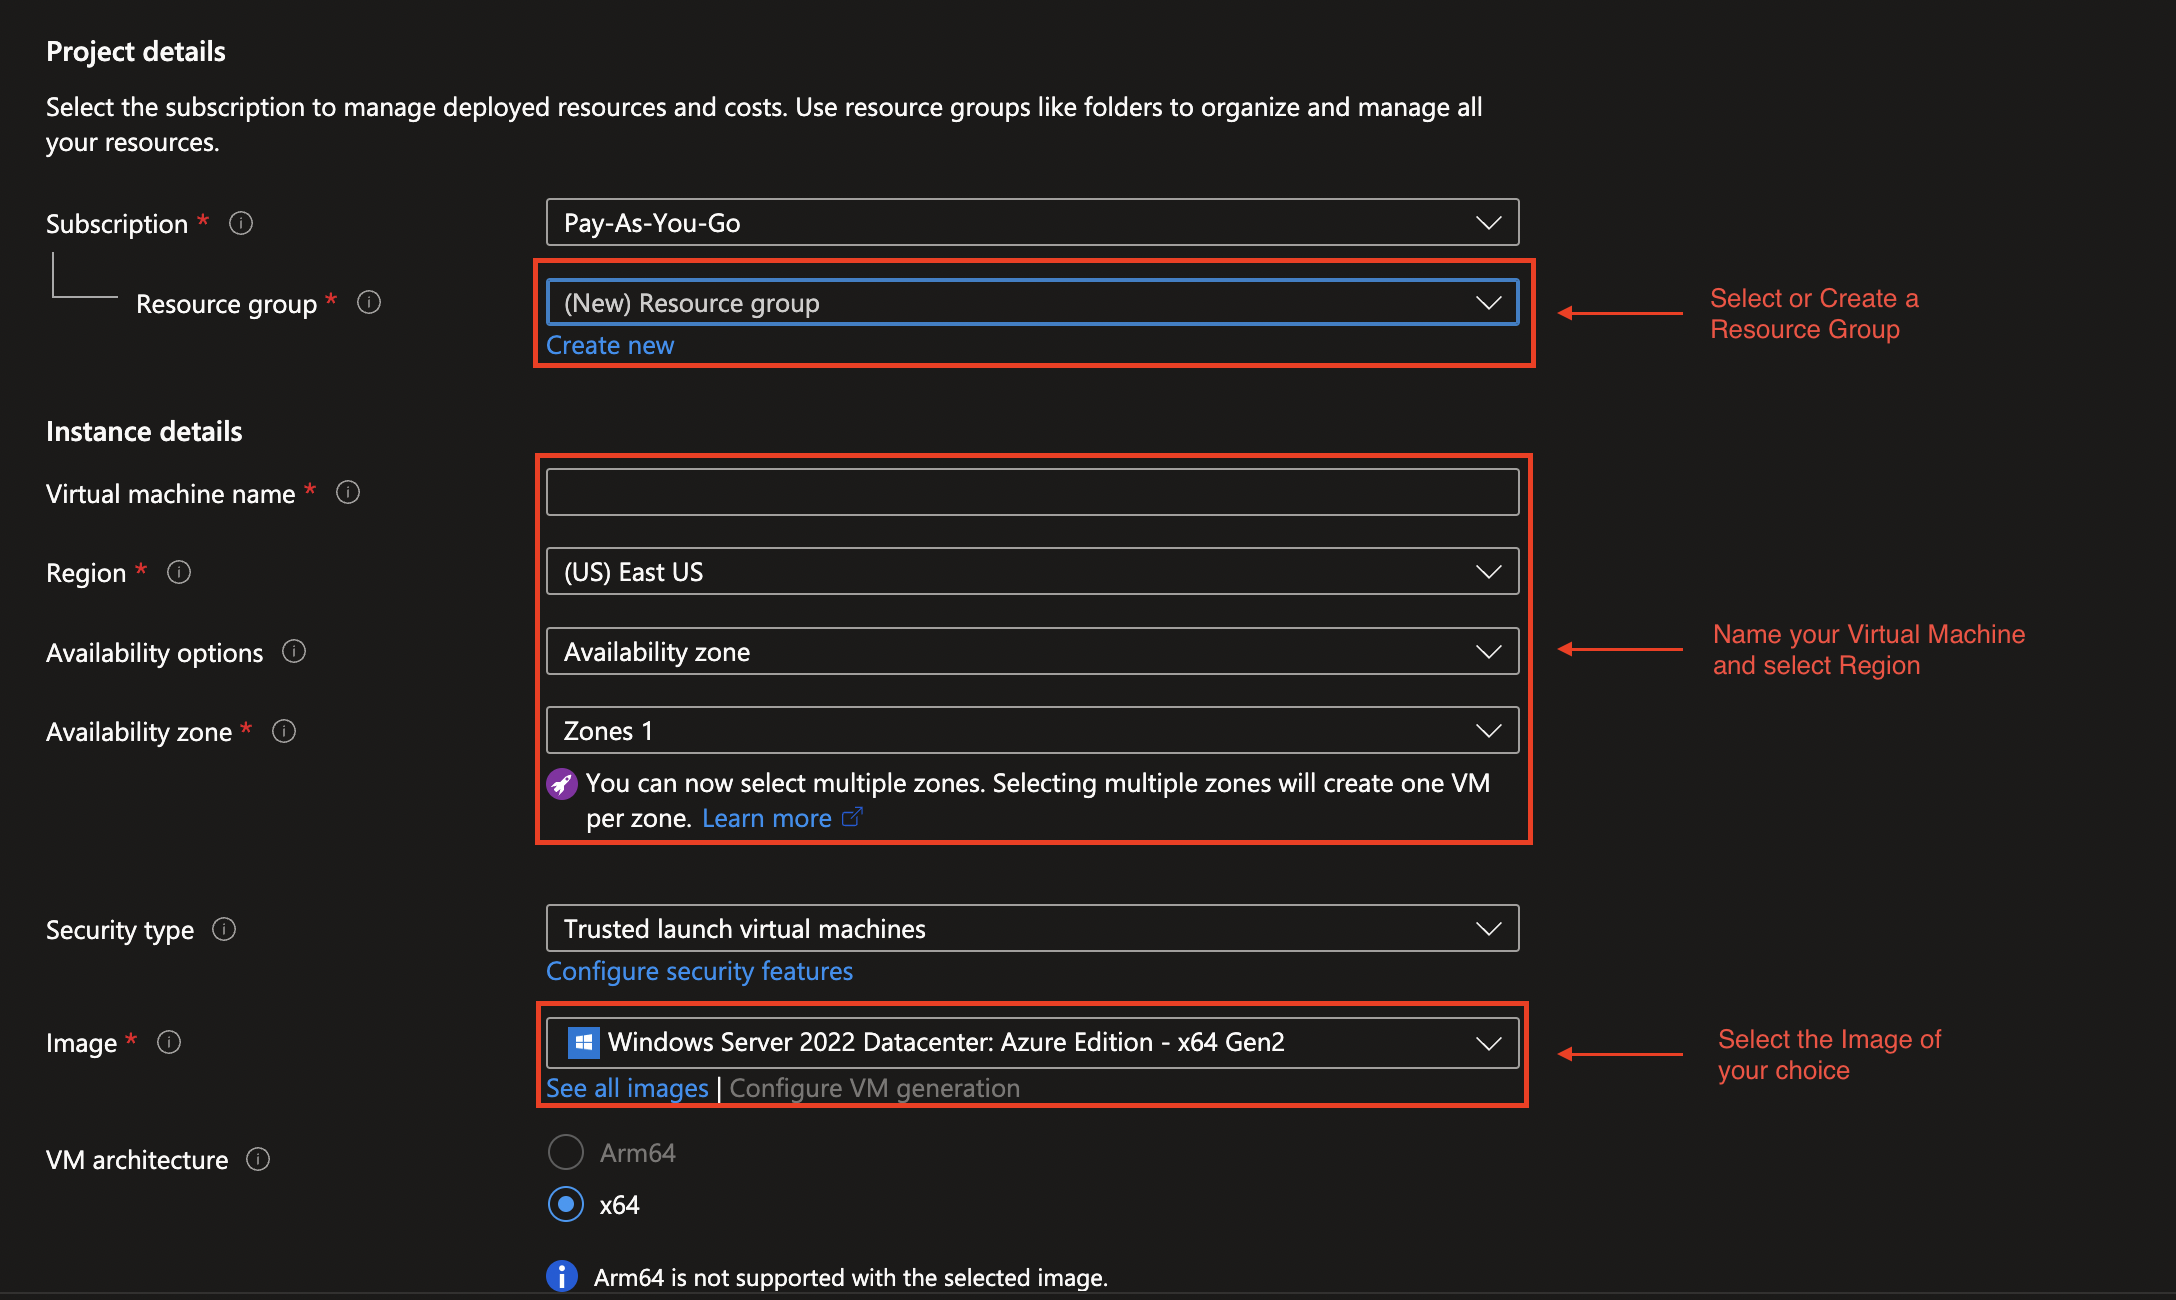 Project details
Select the subscription to manage deployed resources and costs. Use resource groups like folders to organize and manage all
your resources.
Subscription *
Pay-As-You-Go
Resource group *
(New) Resource group
Create new
Select or Create a
Resource Group
Instance details
Virtual machine name *
Region *
(US) East US
Availability options
Availability zone
Name your Virtual Machine
and select Region
Availability zone *
Zones 1
You can now select multiple zones. Selecting multiple zones will create one VM
per zone. Learn more
Security type
Trusted launch virtual machines
Configure security features
Image *
Windows Server 2022 Datacenter: Azure Edition - x64 Gen2
See all images | Configure VM generation
Select the Image of
your choice
VM architecture
Arm64
x64
Arm64 is not supported with the selected image.